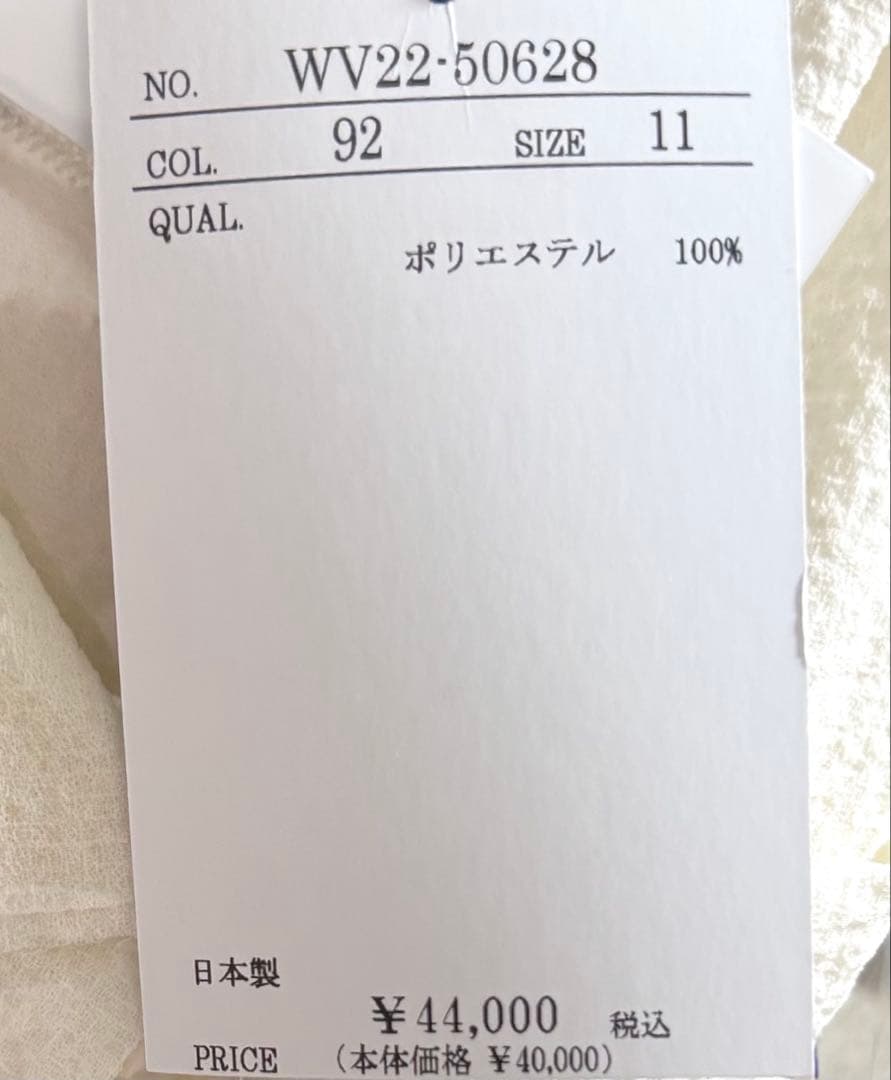 NO. WV22-50628
COL. 92 SIZE 11
QUAL.
ポリエステル 100%
日本製
¥44,000 税込
PRICE (本体価格 ¥40,000)